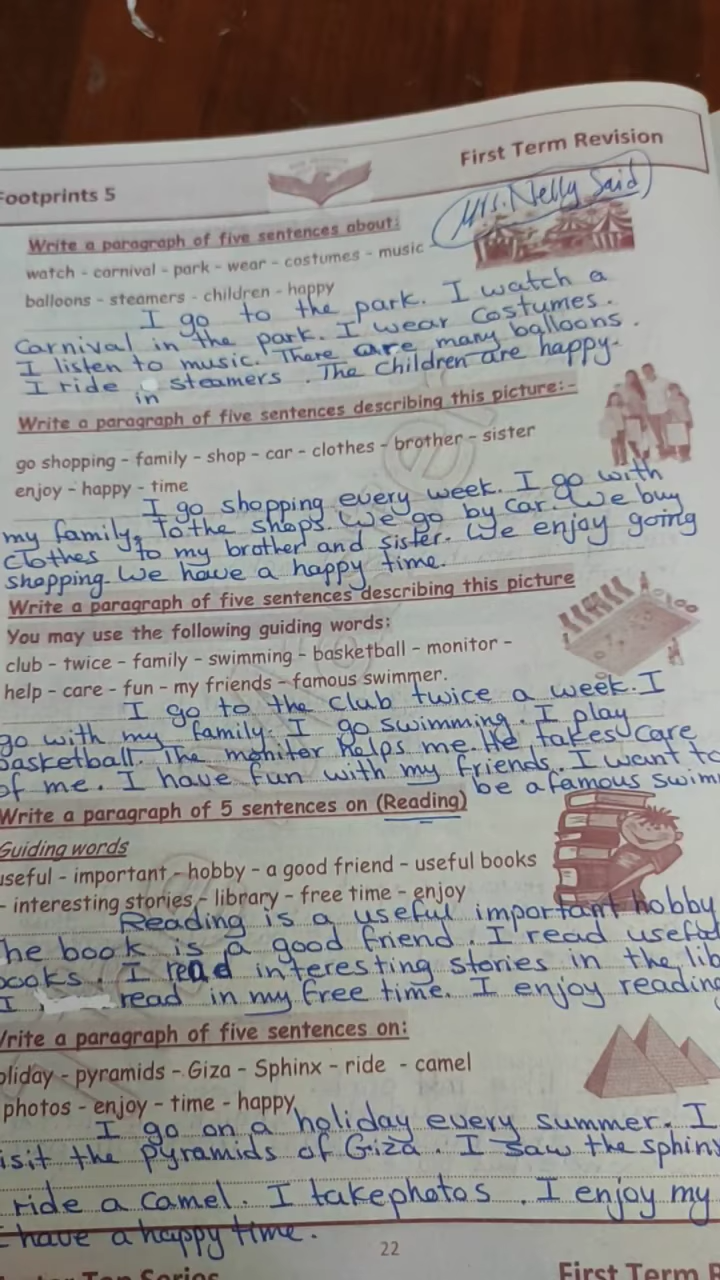 Footprints 5
First Term Revision
Mrs. Nelly Said
Write a paragraph of five sentences about:
watch - carnival - park - wear - costumes - music -
balloons - steamers - children - happy
I go to the park. I watch a
Carnival in the park. I wear Costumes.
I listen to music. There are many balloons.
I ride in steamers. The children are happy.
Write a paragraph of five sentences describing this picture:-
go shopping - family - shop - car - clothes - brother - sister
enjoy - happy - time
I go shopping every week. I go with
my family, to the shops. We go by car. We buy
clothes to my brother and sister. We enjoy going
shopping. We have a happy time.
Write a paragraph of five sentences describing this picture
You may use the following guiding words:
club - twice - family - swimming - basketball - monitor -
help - care - fun - my friends - famous swimmer.
I go to the club twice a week. I
go with my family. I go swimming. I play
basketball. The monitor helps me. He takes care
of me. I have fun with my friends. I want to
be a famous swim
Write a paragraph of 5 sentences on (Reading)
Guiding words
useful - important - hobby - a good friend - useful books
- interesting stories - library - free time - enjoy
Reading is a useful important hobby
he book is a good friend. I read useful
books. I read interesting stories in the lib
I read in my free time. I enjoy reading
Write a paragraph of five sentences on:
oliday - pyramids - Giza - Sphinx - ride - camel
photos - enjoy - time - happy
I go on a holiday every summer. I
isit the pyramids of Giza. I saw the sphinx
ride a camel. I take photos. I enjoy my
I have a happy time.
22
Series
First Term R